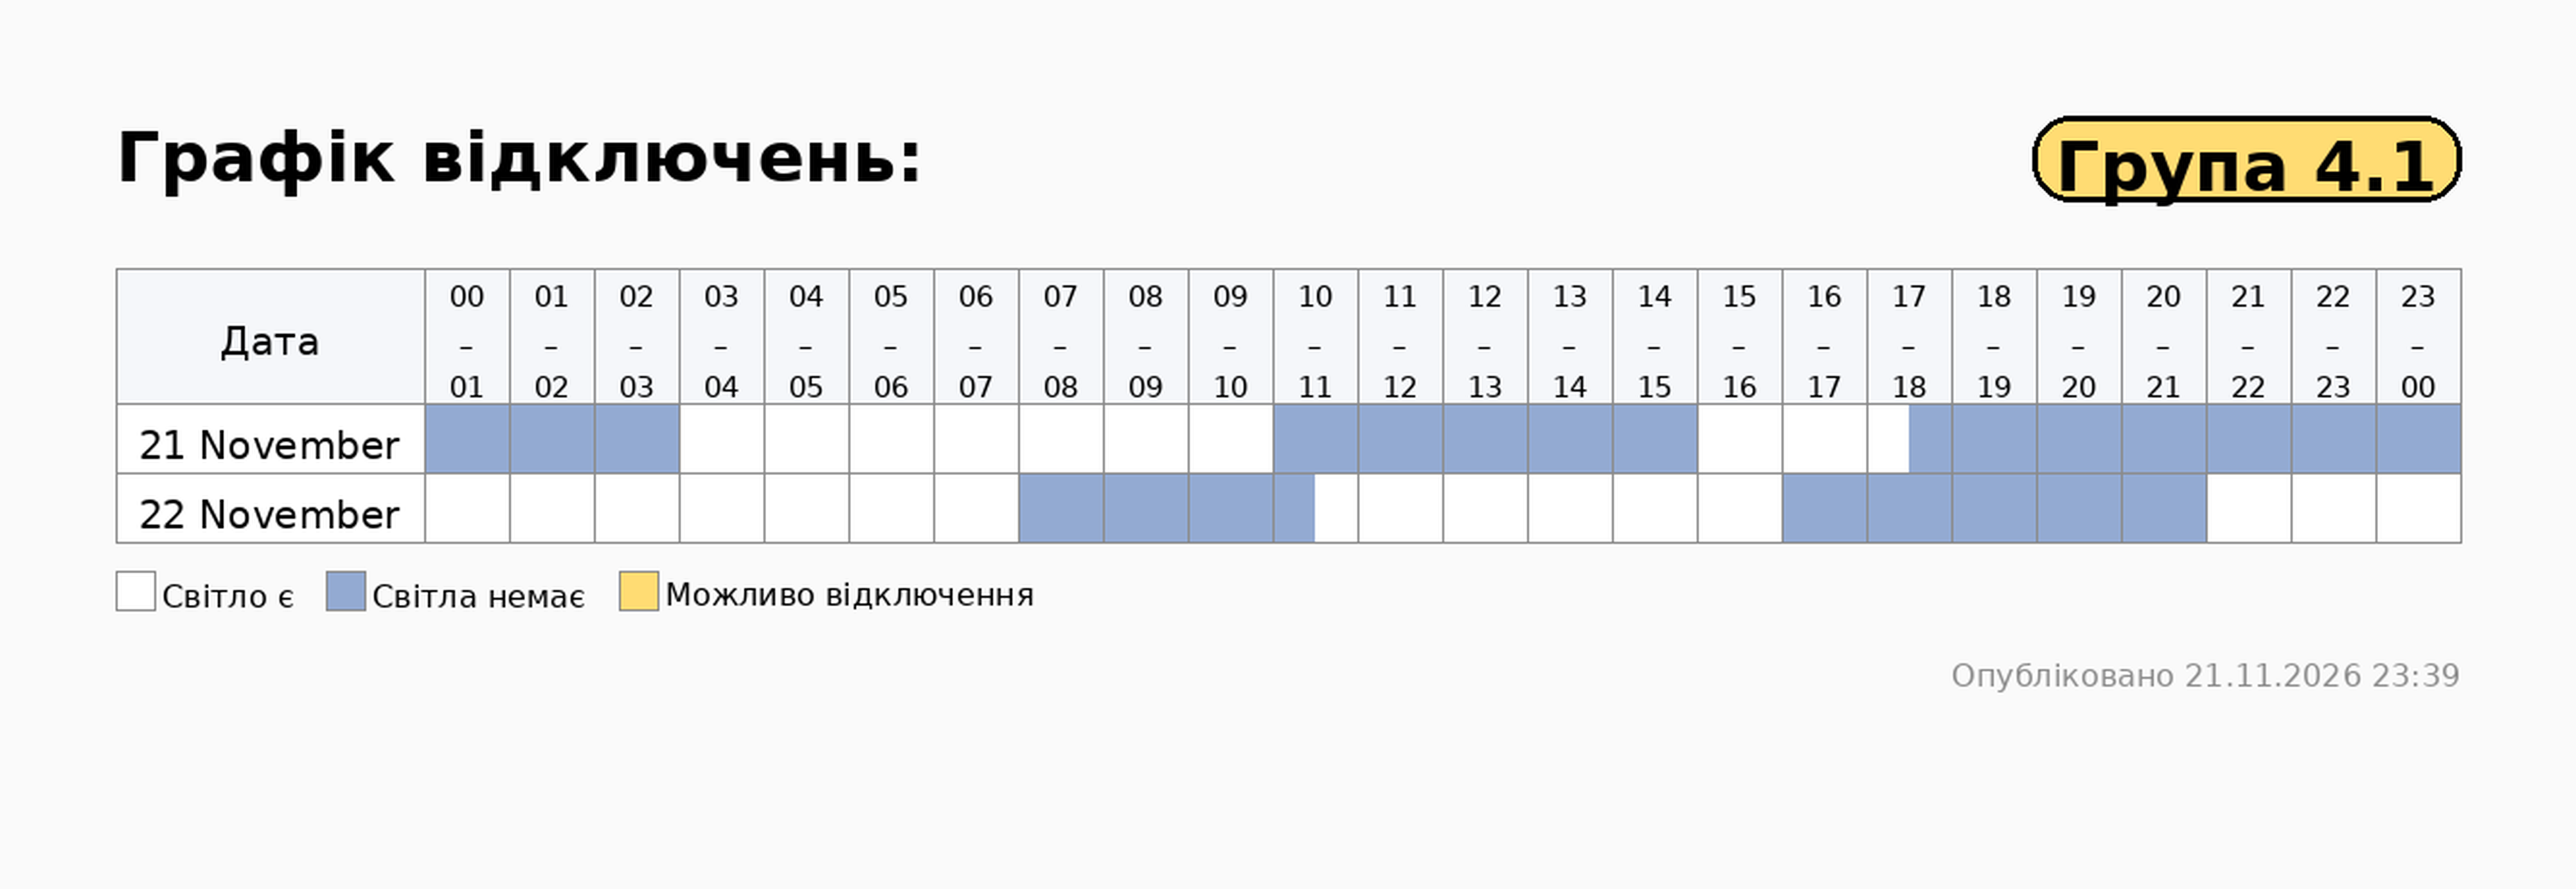 Графік відключень:
Група 4.1
Дата
00 – 01
01 – 02
02 – 03
03 – 04
04 – 05
05 – 06
06 – 07
07 – 08
08 – 09
09 – 10
10 – 11
11 – 12
12 – 13
13 – 14
14 – 15
15 – 16
16 – 17
17 – 18
18 – 19
19 – 20
20 – 21
21 – 22
22 – 23
23 – 00
21 November
22 November
Світло є
Світла немає
Можливо відключення
Опубліковано 21.11.2026 23:39